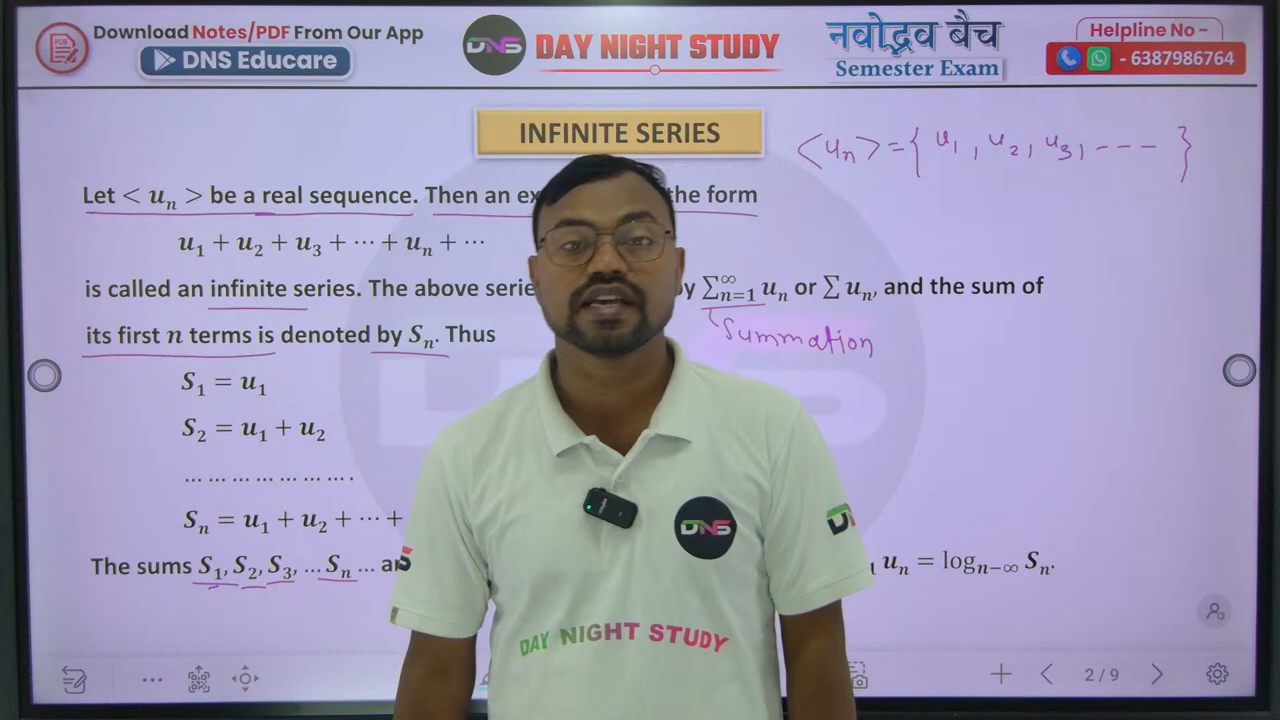 Download Notes/PDF From Our App
DNS Educare
DNS
DAY NIGHT STUDY
नवोद्भव बैच
Semester Exam
Helpline No -
- 6387986764
INFINITE SERIES
<uₙ> = { u₁, u₂, u₃, --- }
Let < uₙ > be a real sequence. Then an ex the form
u₁ + u₂ + u₃ + ⋯ + uₙ + ⋯
is called an infinite series. The above serie y ∑ₙ₌₁^∞ uₙ or ∑ uₙ, and the sum of
Summation
its first n terms is denoted by Sₙ. Thus
S₁ = u₁
S₂ = u₁ + u₂
… … … … … … … .
Sₙ = u₁ + u₂ + ⋯ +
The sums S₁, S₂, S₃, … Sₙ … ar uₙ = logₙ₋∞ Sₙ.
DNS
DAY NIGHT STUDY
2/9